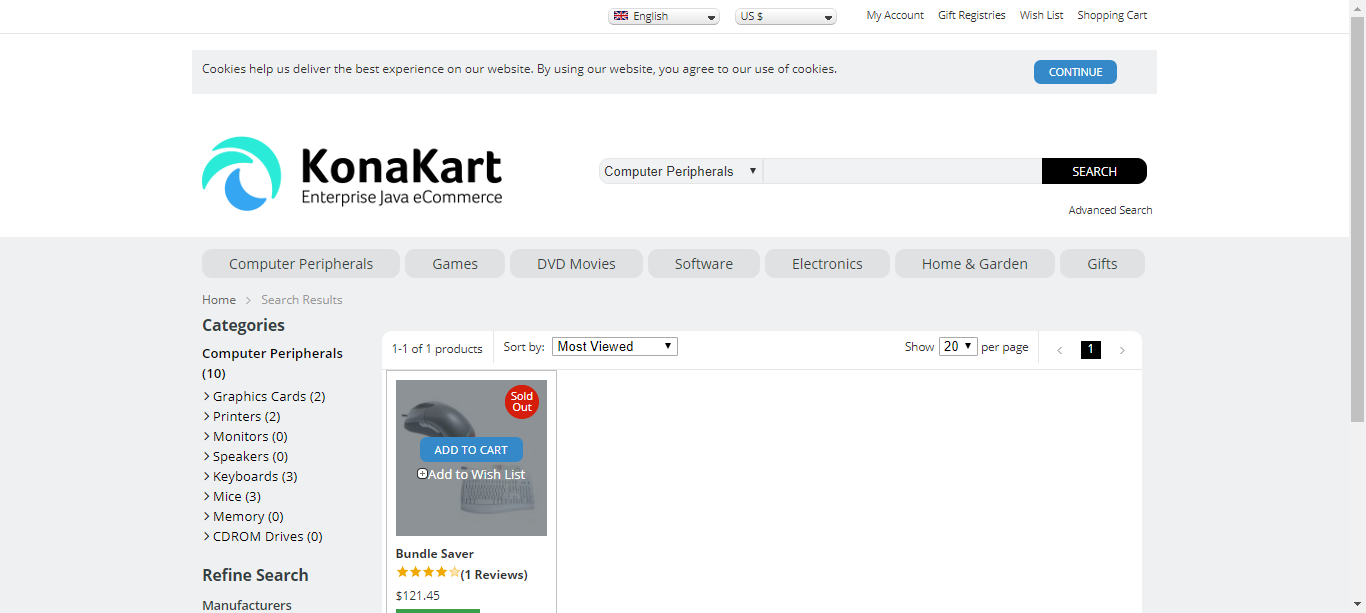 English
US $
My Account
Gift Registries
Wish List
Shopping Cart
Cookies help us deliver the best experience on our website. By using our website, you agree to our use of cookies.
CONTINUE
KonaKart
Enterprise Java eCommerce
Computer Peripherals
SEARCH
Advanced Search
Computer Peripherals
Games
DVD Movies
Software
Electronics
Home & Garden
Gifts
Home > Search Results
Categories
Computer Peripherals
(10)
> Graphics Cards (2)
> Printers (2)
> Monitors (0)
> Speakers (0)
> Keyboards (3)
> Mice (3)
> Memory (0)
> CDROM Drives (0)
Refine Search
Manufacturers
1-1 of 1 products
Sort by: Most Viewed
Show 20 per page
< 1 >
Sold
Out
ADD TO CART
Add to Wish List
Bundle Saver
(1 Reviews)
$121.45